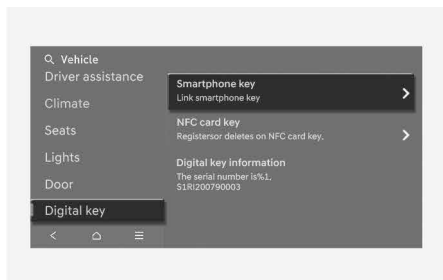 Vehicle
Driver assistance
Climate
Seats
Lights
Door
Digital key
Smartphone key
Link smartphone key
NFC card key
Registersor deletes on NFC card key.
Digital key information
The serial number is%1,
S1RI200790003